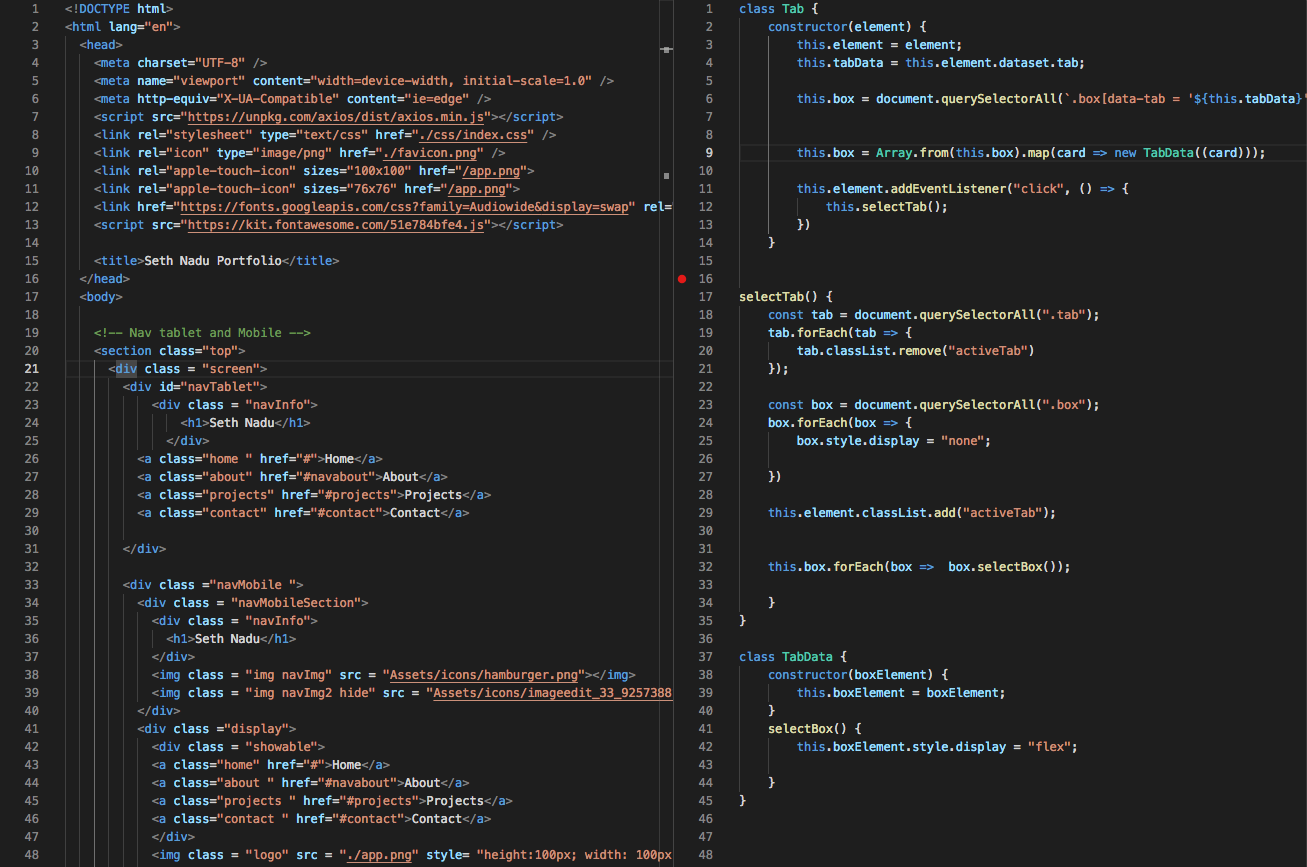 1 <!DOCTYPE html>
2 <html lang="en">
3 <head>
4 <meta charset="UTF-8" />
5 <meta name="viewport" content="width=device-width, initial-scale=1.0" />
6 <meta http-equiv="X-UA-Compatible" content="ie=edge" />
7 <script src="https://unpkg.com/axios/dist/axios.min.js"></script>
8 <link rel="stylesheet" type="text/css" href="./css/index.css" />
9 <link rel="icon" type="image/png" href="./favicon.png" />
10 <link rel="apple-touch-icon" sizes="100x100" href="/app.png">
11 <link rel="apple-touch-icon" sizes="76x76" href="/app.png">
12 <link href="https://fonts.googleapis.com/css?family=Audiowide&display=swap" rel=
13 <script src="https://kit.fontawesome.com/51e784bfe4.js"></script>
14
15 <title>Seth Nadu Portfolio</title>
16 </head>
17 <body>
18
19 <!-- Nav tablet and Mobile -->
20 <section class="top">
21 <div class = "screen">
22 <div id="navTablet">
23 <div class = "navInfo">
24 <h1>Seth Nadu</h1>
25 </div>
26 <a class="home " href="#">Home</a>
27 <a class="about" href="#navabout">About</a>
28 <a class="projects" href="#projects">Projects</a>
29 <a class="contact" href="#contact">Contact</a>
30
31 </div>
32
33 <div class ="navMobile ">
34 <div class = "navMobileSection">
35 <div class = "navInfo">
36 <h1>Seth Nadu</h1>
37 </div>
38 <img class = "img navImg" src = "Assets/icons/hamburger.png"></img>
39 <img class = "img navImg2 hide" src = "Assets/icons/imageedit_33_9257388
40 </div>
41 <div class ="display">
42 <div class = "showable">
43 <a class="home" href="#">Home</a>
44 <a class="about " href="#navabout">About</a>
45 <a class="projects " href="#projects">Projects</a>
46 <a class="contact " href="#contact">Contact</a>
47 </div>
48 <img class = "logo" src = "./app.png" style= "height:100px; width: 100px
1 class Tab {
2 constructor(element) {
3 this.element = element;
4 this.tabData = this.element.dataset.tab;
5
6 this.box = document.querySelectorAll(`.box[data-tab = '${this.tabData}'
7
8
9 this.box = Array.from(this.box).map(card => new TabData((card)));
10
11 this.element.addEventListener("click", () => {
12 this.selectTab();
13 })
14 }
15
16
17 selectTab() {
18 const tab = document.querySelectorAll(".tab");
19 tab.forEach(tab => {
20 tab.classList.remove("activeTab")
21 });
22
23 const box = document.querySelectorAll(".box");
24 box.forEach(box => {
25 box.style.display = "none";
26
27 })
28
29 this.element.classList.add("activeTab");
30
31
32 this.box.forEach(box =>  box.selectBox());
33
34 }
35 }
36
37 class TabData {
38 constructor(boxElement) {
39 this.boxElement = boxElement;
40 }
41 selectBox() {
42 this.boxElement.style.display = "flex";
43
44 }
45 }
46
47
48